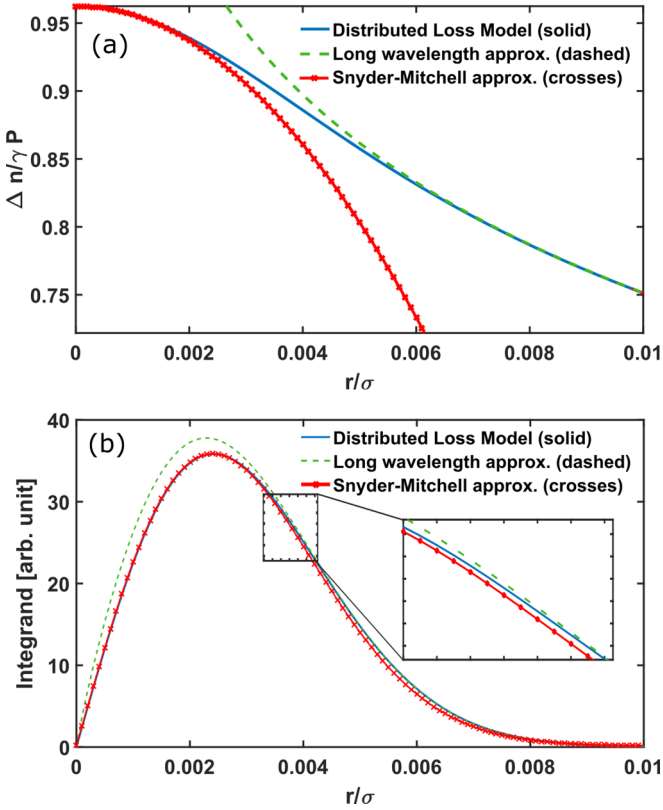 (a)
Distributed Loss Model (solid)
Long wavelength approx. (dashed)
Snyder-Mitchell approx. (crosses)
Δ n/γ P
0.95
0.9
0.85
0.8
0.75
0 0.002 0.004 0.006 0.008 0.01
r/σ
(b)
Distributed Loss Model (solid)
Long wavelength approx. (dashed)
Snyder-Mitchell approx. (crosses)
Integrand [arb. unit]
40
30
20
10
0
0 0.002 0.004 0.006 0.008 0.01
r/σ